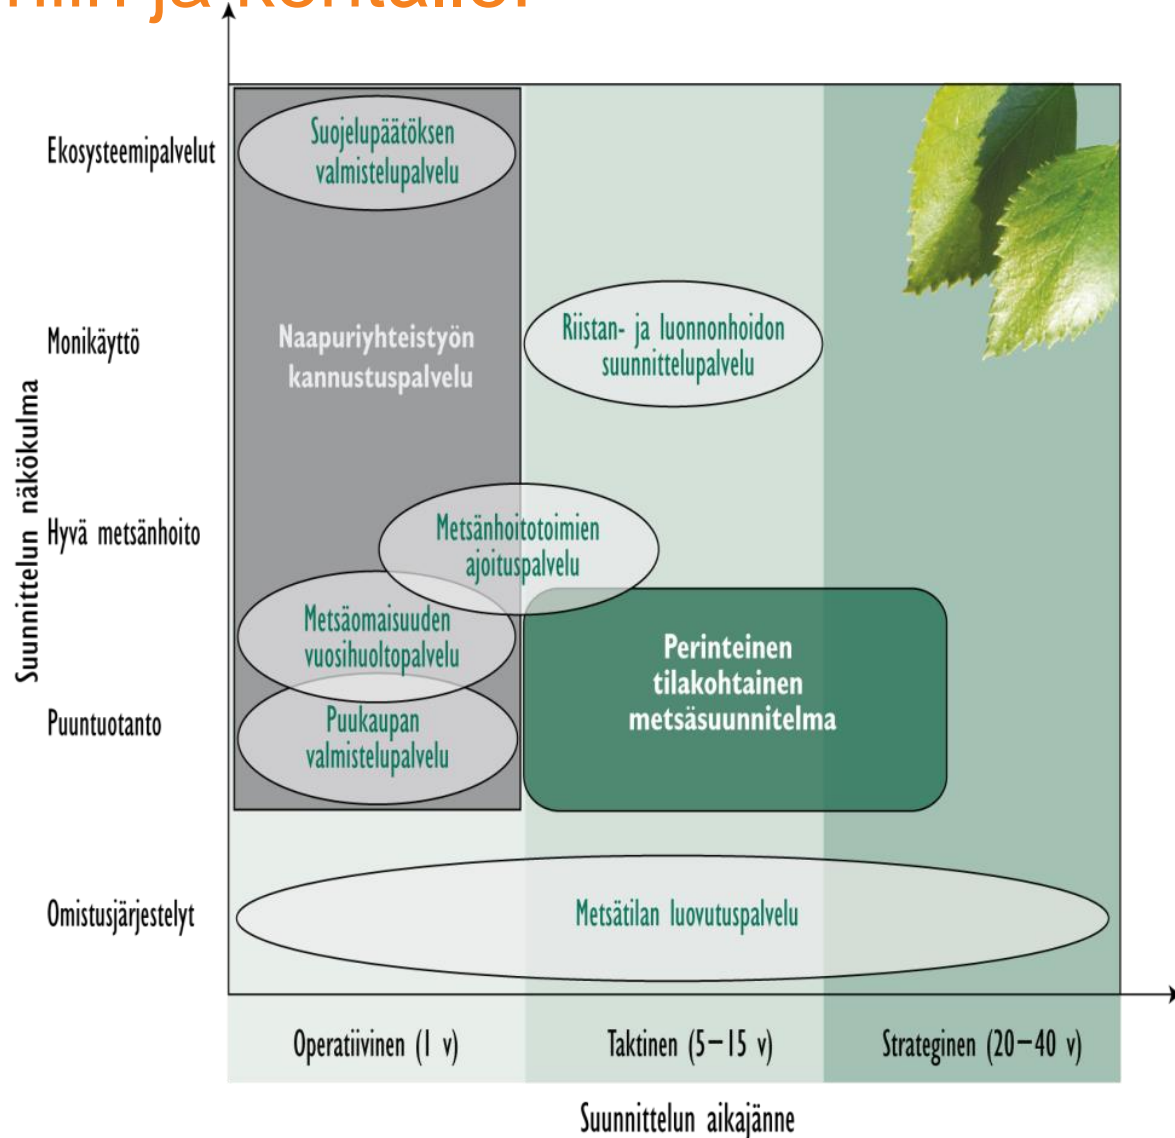 Ekosysteemipalvelut
Suojelupäätöksen
valmistelupalvelu
Monikäyttö
Naapuriyhteistyön
kannustuspalvelu
Riistan- ja luonnonhoidon
suunnittelupalvelu
Suunnittelun näkökulma
Hyvä metsänhoito
Metsänhoitotoimien
ajoituspalvelu
Metsäomaisuuden
vuosihuoltopalvelu
Perinteinen
tilakohtainen
metsäsuunnitelma
Puuntuotanto
Puukaupan
valmistelupalvelu
Omistusjärjestelyt
Metsätilan luovutuspalvelu
Operatiivinen (1 v)
Taktinen (5–15 v)
Strateginen (20–40 v)
Suunnittelun aikajänne